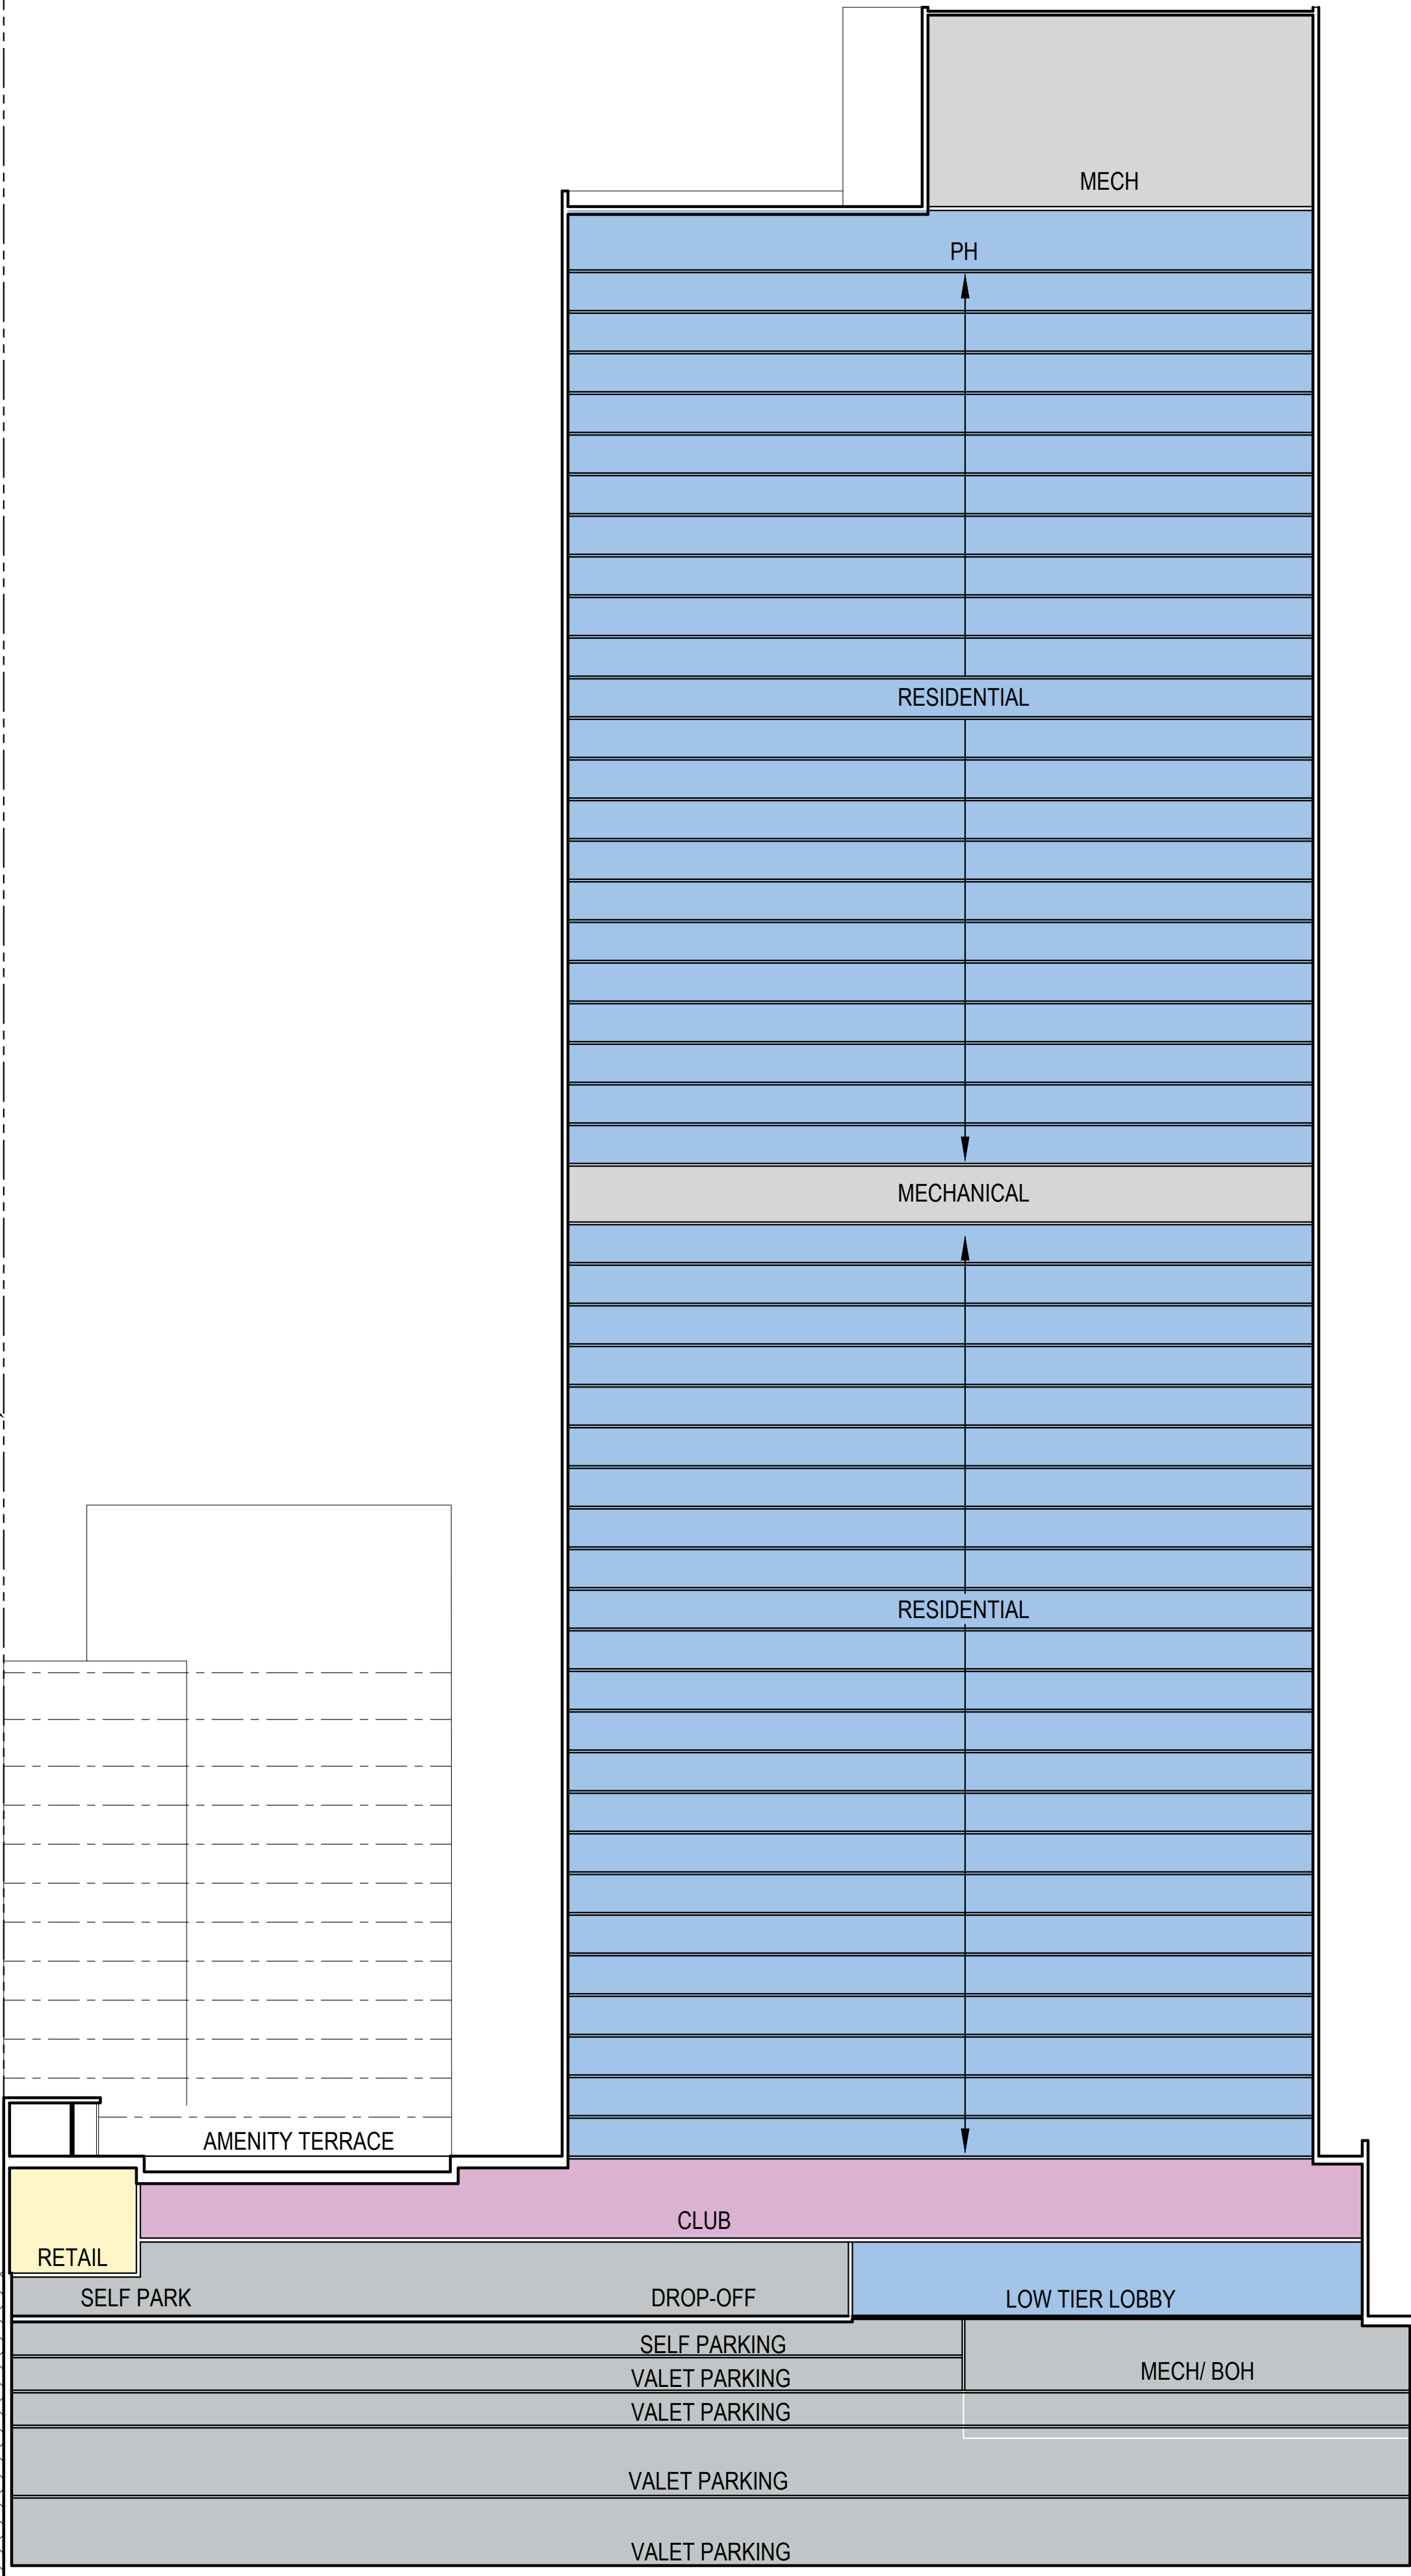 MECH
PH
RESIDENTIAL
MECHANICAL
RESIDENTIAL
AMENITY TERRACE
CLUB
RETAIL
SELF PARK
DROP-OFF
LOW TIER LOBBY
SELF PARKING
MECH/ BOH
VALET PARKING
VALET PARKING
VALET PARKING
VALET PARKING